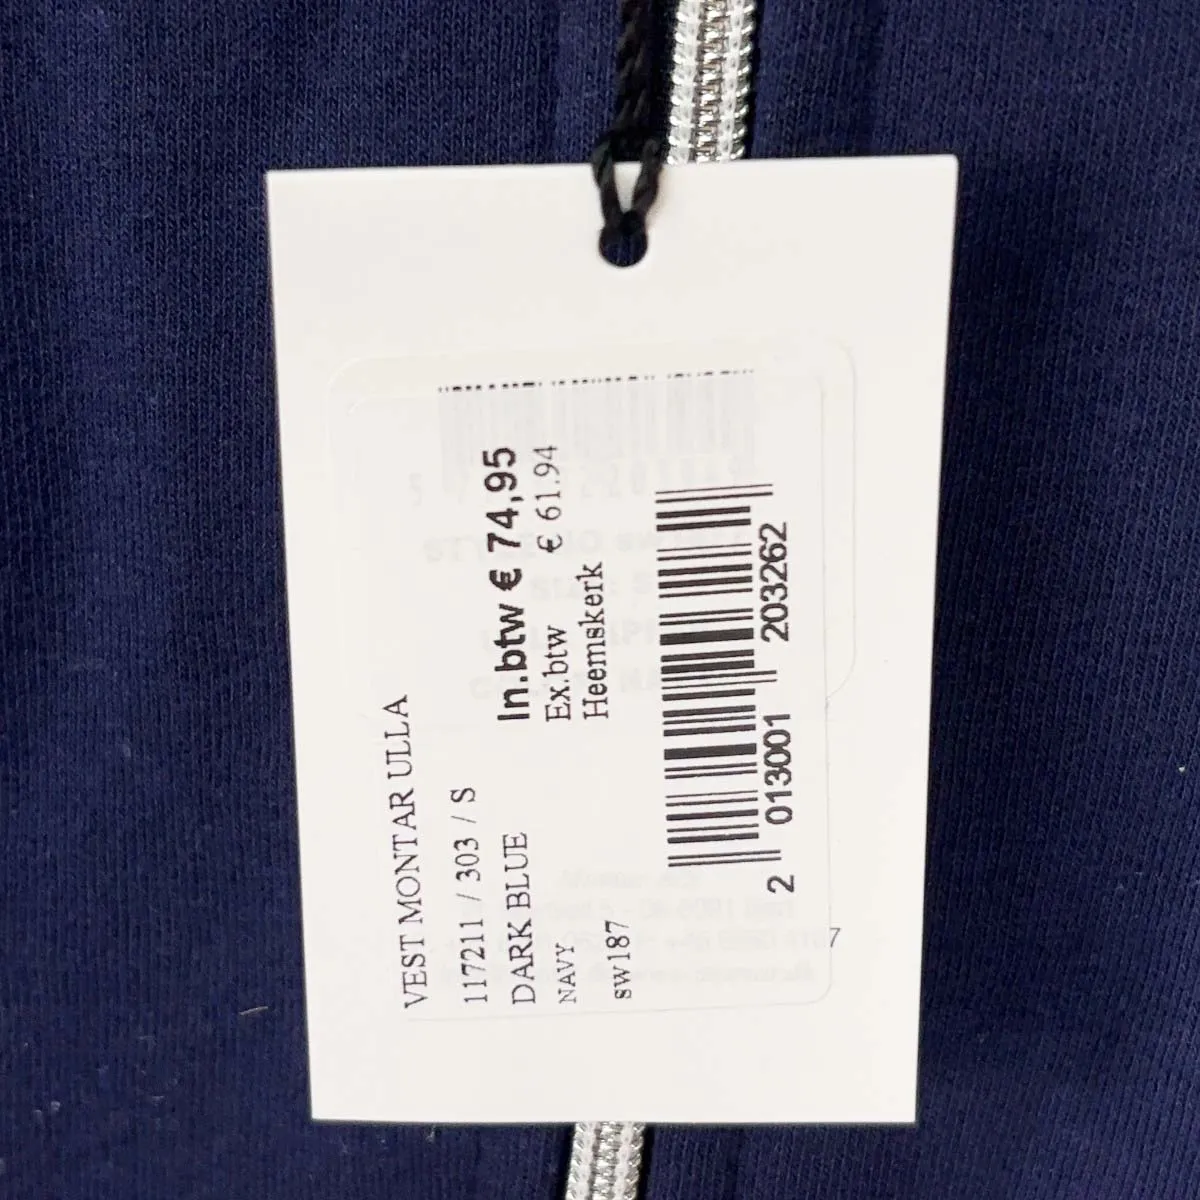 VEST MONTAR ULLA
117211 / 303 / S
DARK BLUE
NAVY
sw187
In.btw € 74,95
Ex.btw € 61.94
Heemskerk
2 013001 203262
7